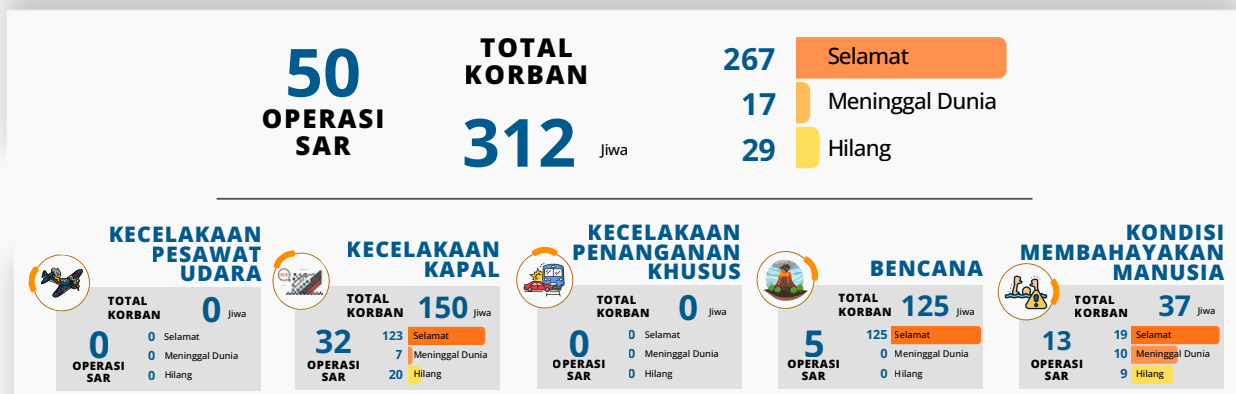 50
OPERASI
SAR
TOTAL
KORBAN
312 Jiwa
267 Selamat
17 Meninggal Dunia
29 Hilang
KECELAKAAN
PESAWAT
UDARA
TOTAL
KORBAN
0 Jiwa
0
OPERASI
SAR
0 Selamat
0 Meninggal Dunia
0 Hilang
KECELAKAAN
KAPAL
TOTAL
KORBAN
150 Jiwa
32
OPERASI
SAR
123 Selamat
7 Meninggal Dunia
20 Hilang
KECELAKAAN
PENANGANAN
KHUSUS
TOTAL
KORBAN
0 Jiwa
0
OPERASI
SAR
0 Selamat
0 Meninggal Dunia
0 Hilang
BENCANA
TOTAL
KORBAN
125 Jiwa
5
OPERASI
SAR
125 Selamat
0 Meninggal Dunia
0 Hilang
KONDISI
MEMBAHAYAKAN
MANUSIA
TOTAL
KORBAN
37 Jiwa
13
OPERASI
SAR
19 Selamat
10 Meninggal Dunia
9 Hilang